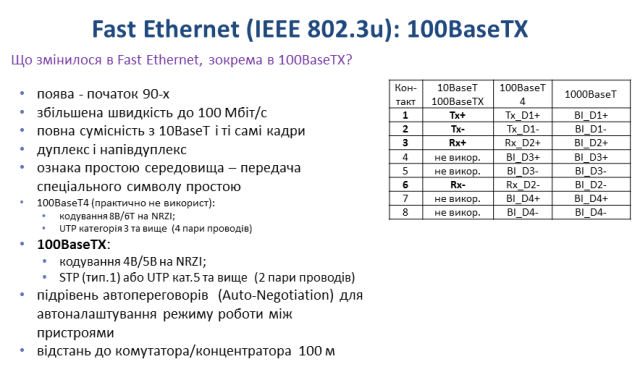 Fast Ethernet (IEEE 802.3u): 100BaseTX
Що змінилося в Fast Ethernet, зокрема в 100BaseTX?
• поява - початок 90-х
• збільшена швидкість до 100 Мбіт/с
• повна сумісність з 10BaseT і ті самі кадри
• дуплекс і напівдуплекс
• ознака простою середовища – передача
спеціального символу простою
• 100BaseT4 (практично не використ):
• кодування 8B/6T на NRZI;
• UTP категорія 3 та вище (4 пари проводів)
• 100BaseTX:
• кодування 4B/5B на NRZI;
• STP (тип.1) або UTP кат.5 та вище (2 пари проводів)
• підрівень автопереговорів (Auto-Negotiation) для
автоналаштування режиму роботи між
пристроями
• відстань до комутатора/концентратора 100 м
Кон-такт 10BaseT 100BaseTX 100BaseT4 1000BaseT
1 Tx+ Tx_D1+ BI_D1+
2 Tx- Tx_D1- BI_D1-
3 Rx+ Rx_D2+ BI_D2+
4 не викор. BI_D3+ BI_D3+
5 не викор. BI_D3- BI_D3-
6 Rx- Rx_D2- BI_D2-
7 не викор. BI_D4+ BI_D4+
8 не викор. BI_D4- BI_D4-